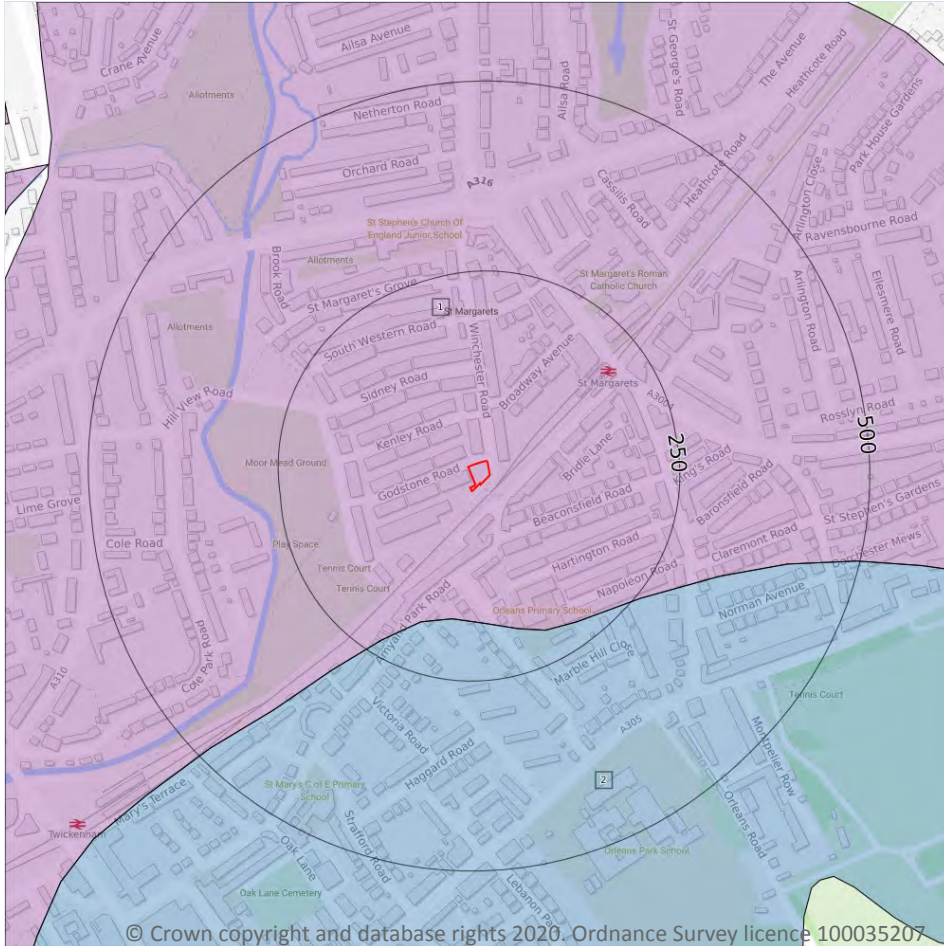 Ailsa Avenue
Crane Avenue
St George's Road
The Avenue
Heathcote Road
Allotments
Netherton Road
Ailsa Road
Park House Gardens
Orchard Road
A316
Heathcote Road
Cassilis Road
Arlington Close
St Stephen's Church Of
England Junior School
Ravensbourne Road
Brook Road
Allotments
St Margaret's Roman
Catholic Church
St Margaret's Grove
1
St Margarets
Allotments
Arlington Road
Ellesmere Road
South Western Road
Winchester Road
Broadway Avenue
St Margarets
Sidney Road
A3004
Hill View Road
Rosslyn Road
Kenley Road
500
250
Moor Mead Ground
Bridle Lane
King's Road
Godstone Road
Baronsfield Road
Lime Grove
Beaconsfield Road
St Stephen's Gardens
Cole Road
Play Space
Claremont Road
Dorchester Mews
Hartington Road
Tennis Court
Napoleon Road
Tennis Court
Norman Avenue
Orleans Primary School
Park Road
Cole Park Road
Marble Hill Close
A310
Tennis Court
Victoria Road
A305
Montpelier Row
Haggard Road
2
St Mary's C of E Primary
School
Mary's Terrace
Orleans Road
Strafford Road
Twickenham
Oak Lane
Orleans Park School
Oak Lane Cemetery
Lebanon Pa
© Crown copyright and database rights 2020. Ordnance Survey licence 100035207.